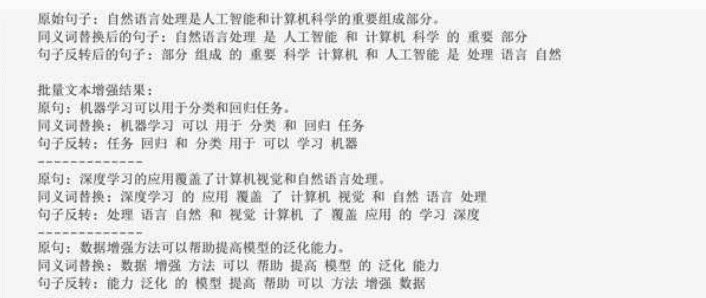 原始句子：自然语言处理是人工智能和计算机科学的重要组成部分。
同义词替换后的句子：自然语言处理 是 人工智能 和 计算机 科学 的 重要 部分
句子反转后的句子：部分 组成 的 重要 科学 计算机 和 人工智能 是 处理 语言 自然
批量文本增强结果：
原句：机器学习可以用于分类和回归任务。
同义词替换：机器学习 可以 用于 分类 和 回归 任务
句子反转：任务 回归 和 分类 用于 可以 学习 机器
-------------
原句：深度学习的应用覆盖了计算机视觉和自然语言处理。
同义词替换：深度学习 的 应用 覆盖 了 计算机 视觉 和 自然 语言 处理
句子反转：处理 语言 自然 和 视觉 计算机 了 覆盖 应用 的 学习 深度
-------------
原句：数据增强方法可以帮助提高模型的泛化能力。
同义词替换：数据 增强 方法 可以 帮助 提高 模型 的 泛化 能力
句子反转：能力 泛化 的 模型 提高 帮助 可以 方法 增强 数据